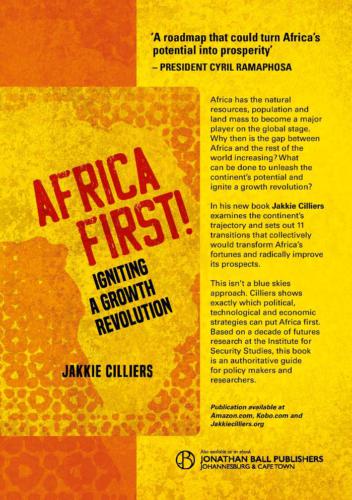 'A roadmap that could turn Africa's
potential into prosperity'
– PRESIDENT CYRIL RAMAPHOSA
AFRICA
FIRST!
IGNITING
A GROWTH
REVOLUTION
JAKKIE CILLIERS
Africa has the natural
resources, population and
land mass to become a major
player on the global stage.
Why then is the gap between
Africa and the rest of the
world increasing? What
can be done to unleash the
continent's potential and
ignite a growth revolution?
In his new book Jakkie Cilliers
examines the continent's
trajectory and sets out 11
transitions that collectively
would transform Africa's
fortunes and radically improve
its prospects.
This isn't a blue skies
approach. Cilliers shows
exactly which political,
technological and economic
strategies can put Africa first.
Based on a decade of futures
research at the Institute for
Security Studies, this book
is an authoritative guide
for policy makers and
researchers.
Publication available at
Amazon.com, Kobo.com and
Jakkiecilliers.org
Also available as an ebook
JONATHAN BALL PUBLISHERS
JOHANNESBURG & CAPE TOWN